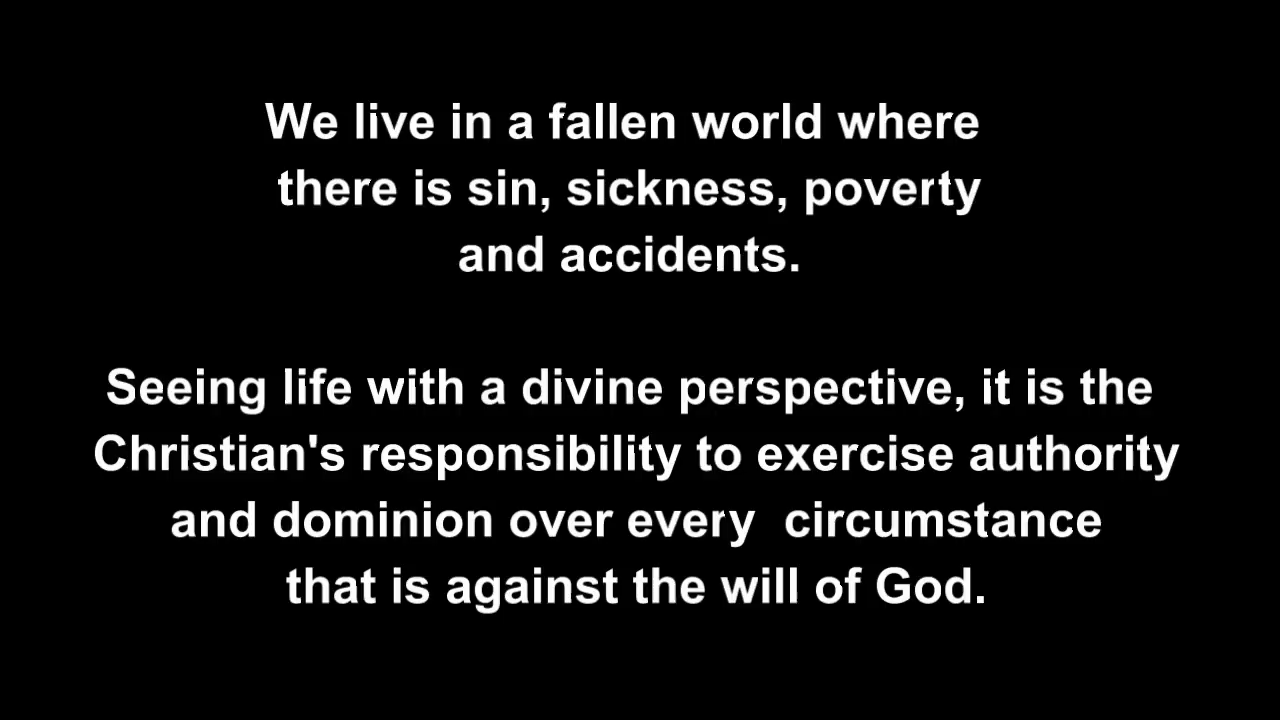 We live in a fallen world where
there is sin, sickness, poverty
and accidents.
Seeing life with a divine perspective, it is the
Christian's responsibility to exercise authority
and dominion over every  circumstance
that is against the will of God.